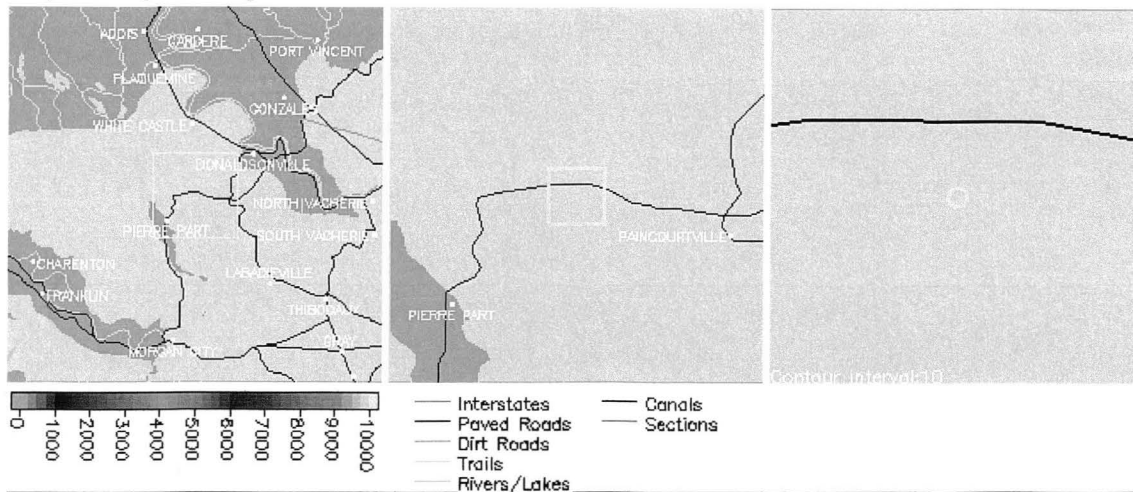 ADDIS
CARDERE
PORT VINCENT
PLAQUEMINE
GONZALES
WHITE CASTLE
DONALDSONVILLE
NORTH VACHERIE
PIERRE PART
SOUTH VACHERIE
CHARENTON
LABADIEVILLE
FRANKLIN
THIBODAUX
GRAY
MORGAN CITY
PAINCOURTVILLE
PIERRE PART
Contour interval:10
0 1000 2000 3000 4000 5000 6000 7000 8000 9000 10000
Interstates
Paved Roads
Dirt Roads
Trails
Rivers/Lakes
Canals
Sections